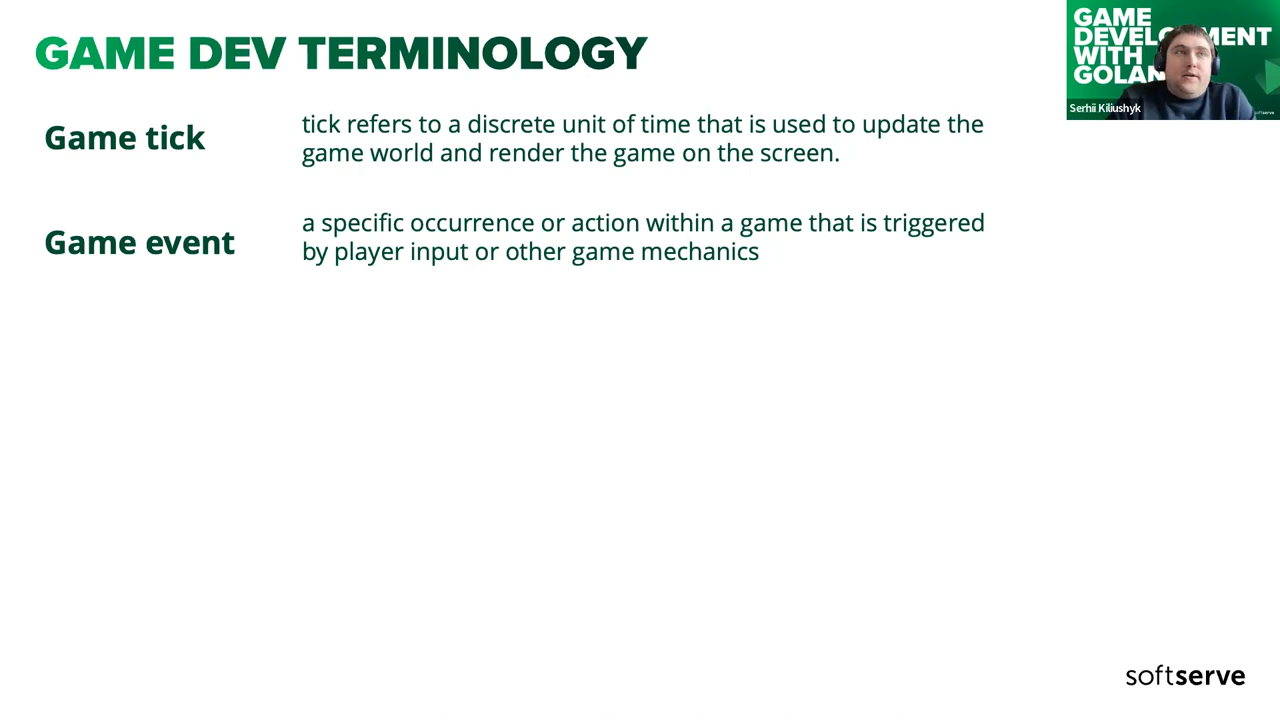 GAME DEV TERMINOLOGY
Game tick
tick refers to a discrete unit of time that is used to update the
game world and render the game on the screen.
Game event
a specific occurrence or action within a game that is triggered
by player input or other game mechanics
GAME
WITH
Serhii Kiliushyk
softserve
softserve